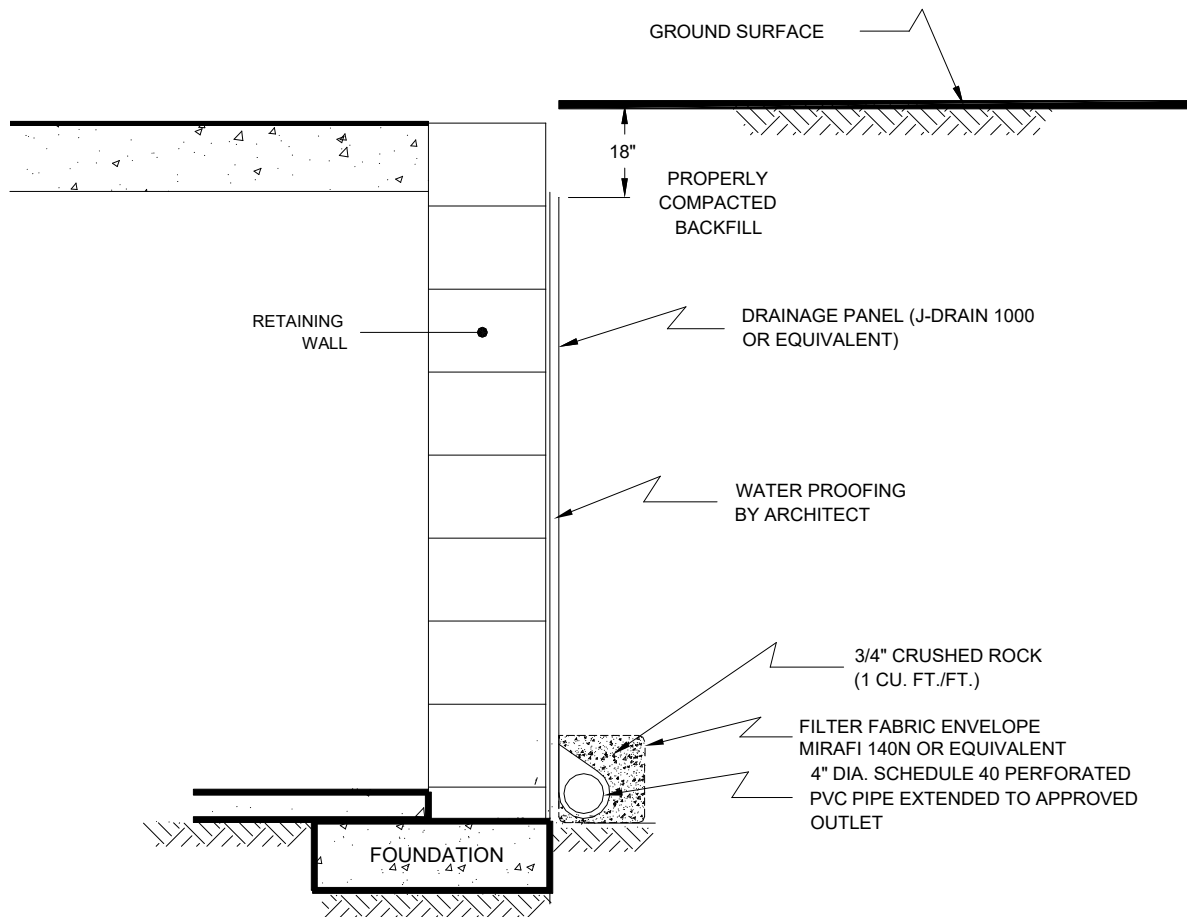 GROUND SURFACE
18"
PROPERLY
COMPACTED
BACKFILL
RETAINING
WALL
DRAINAGE PANEL (J-DRAIN 1000
OR EQUIVALENT)
WATER PROOFING
BY ARCHITECT
3/4" CRUSHED ROCK
(1 CU. FT./FT.)
FILTER FABRIC ENVELOPE
MIRAFI 140N OR EQUIVALENT
4" DIA. SCHEDULE 40 PERFORATED
PVC PIPE EXTENDED TO APPROVED
OUTLET
FOUNDATION